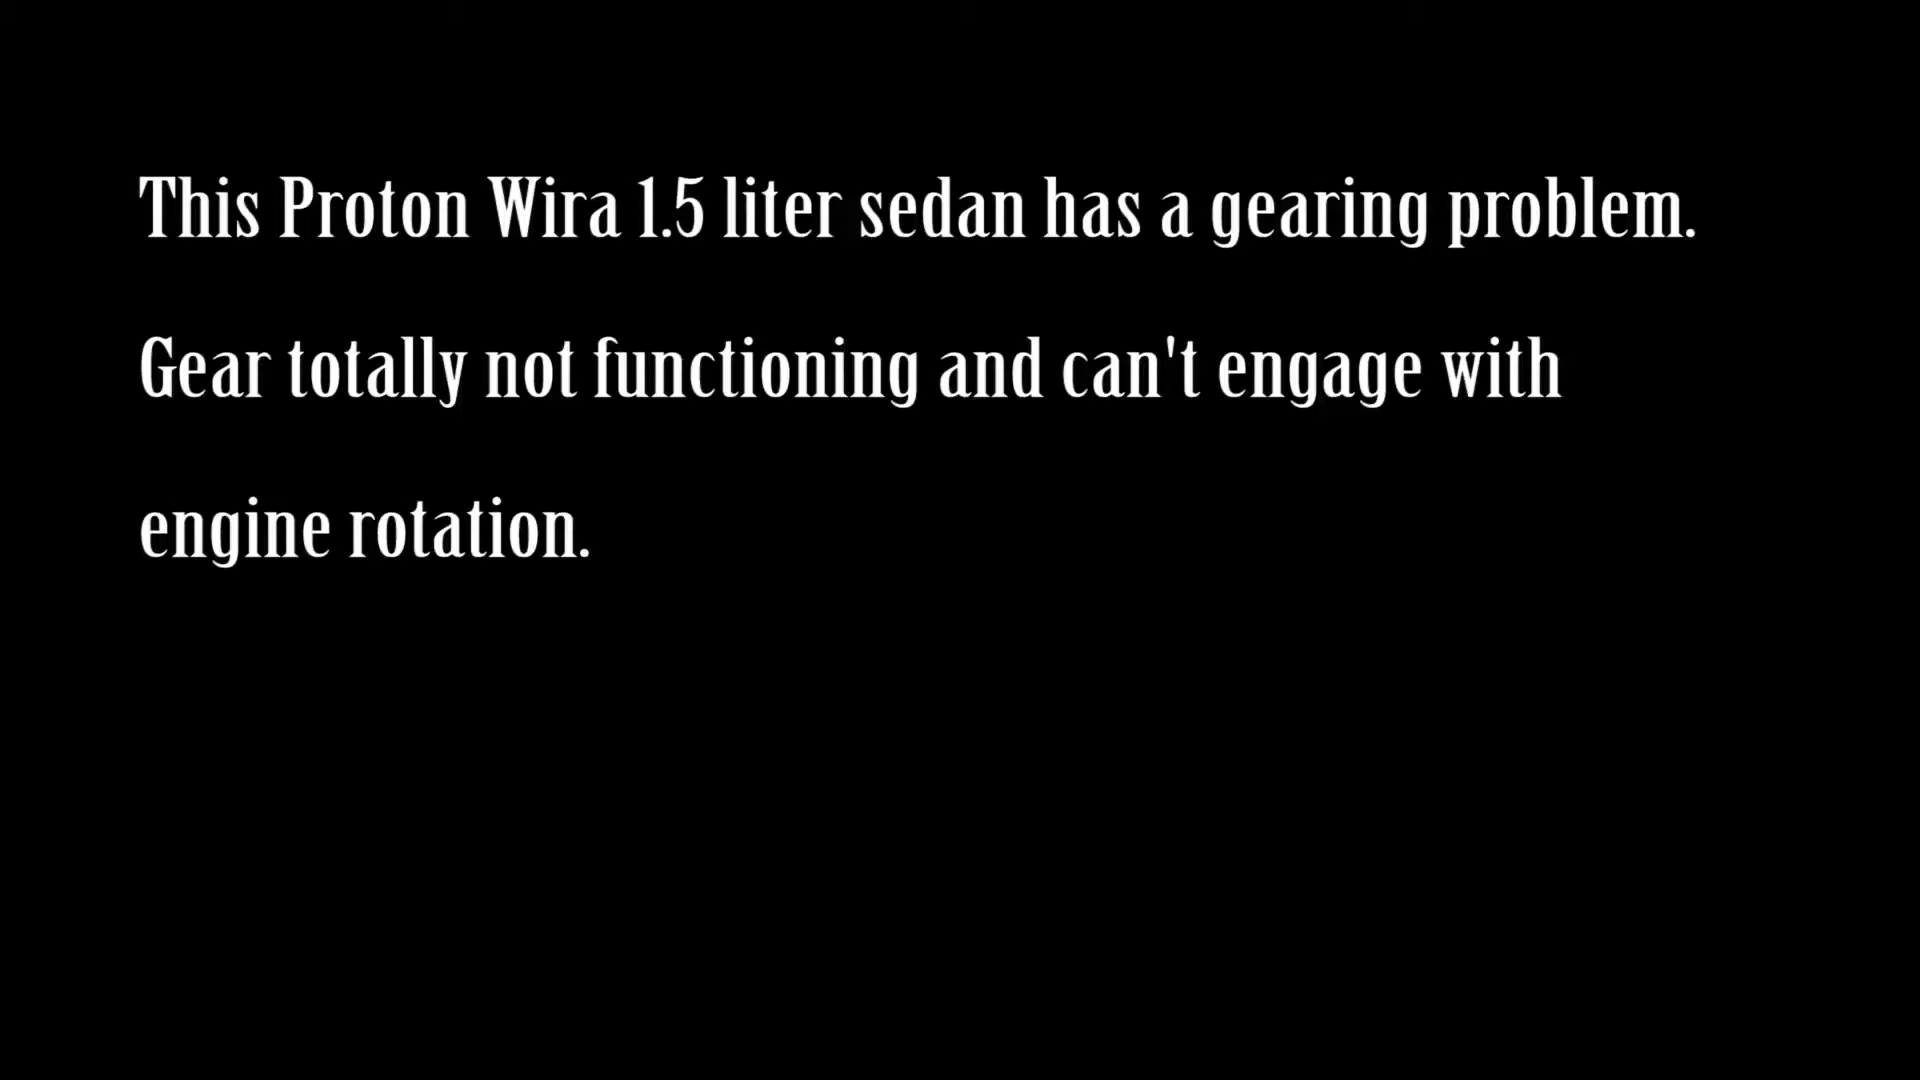 This Proton Wira 1.5 liter sedan has a gearing problem.
Gear totally not functioning and can't engage with
engine rotation.